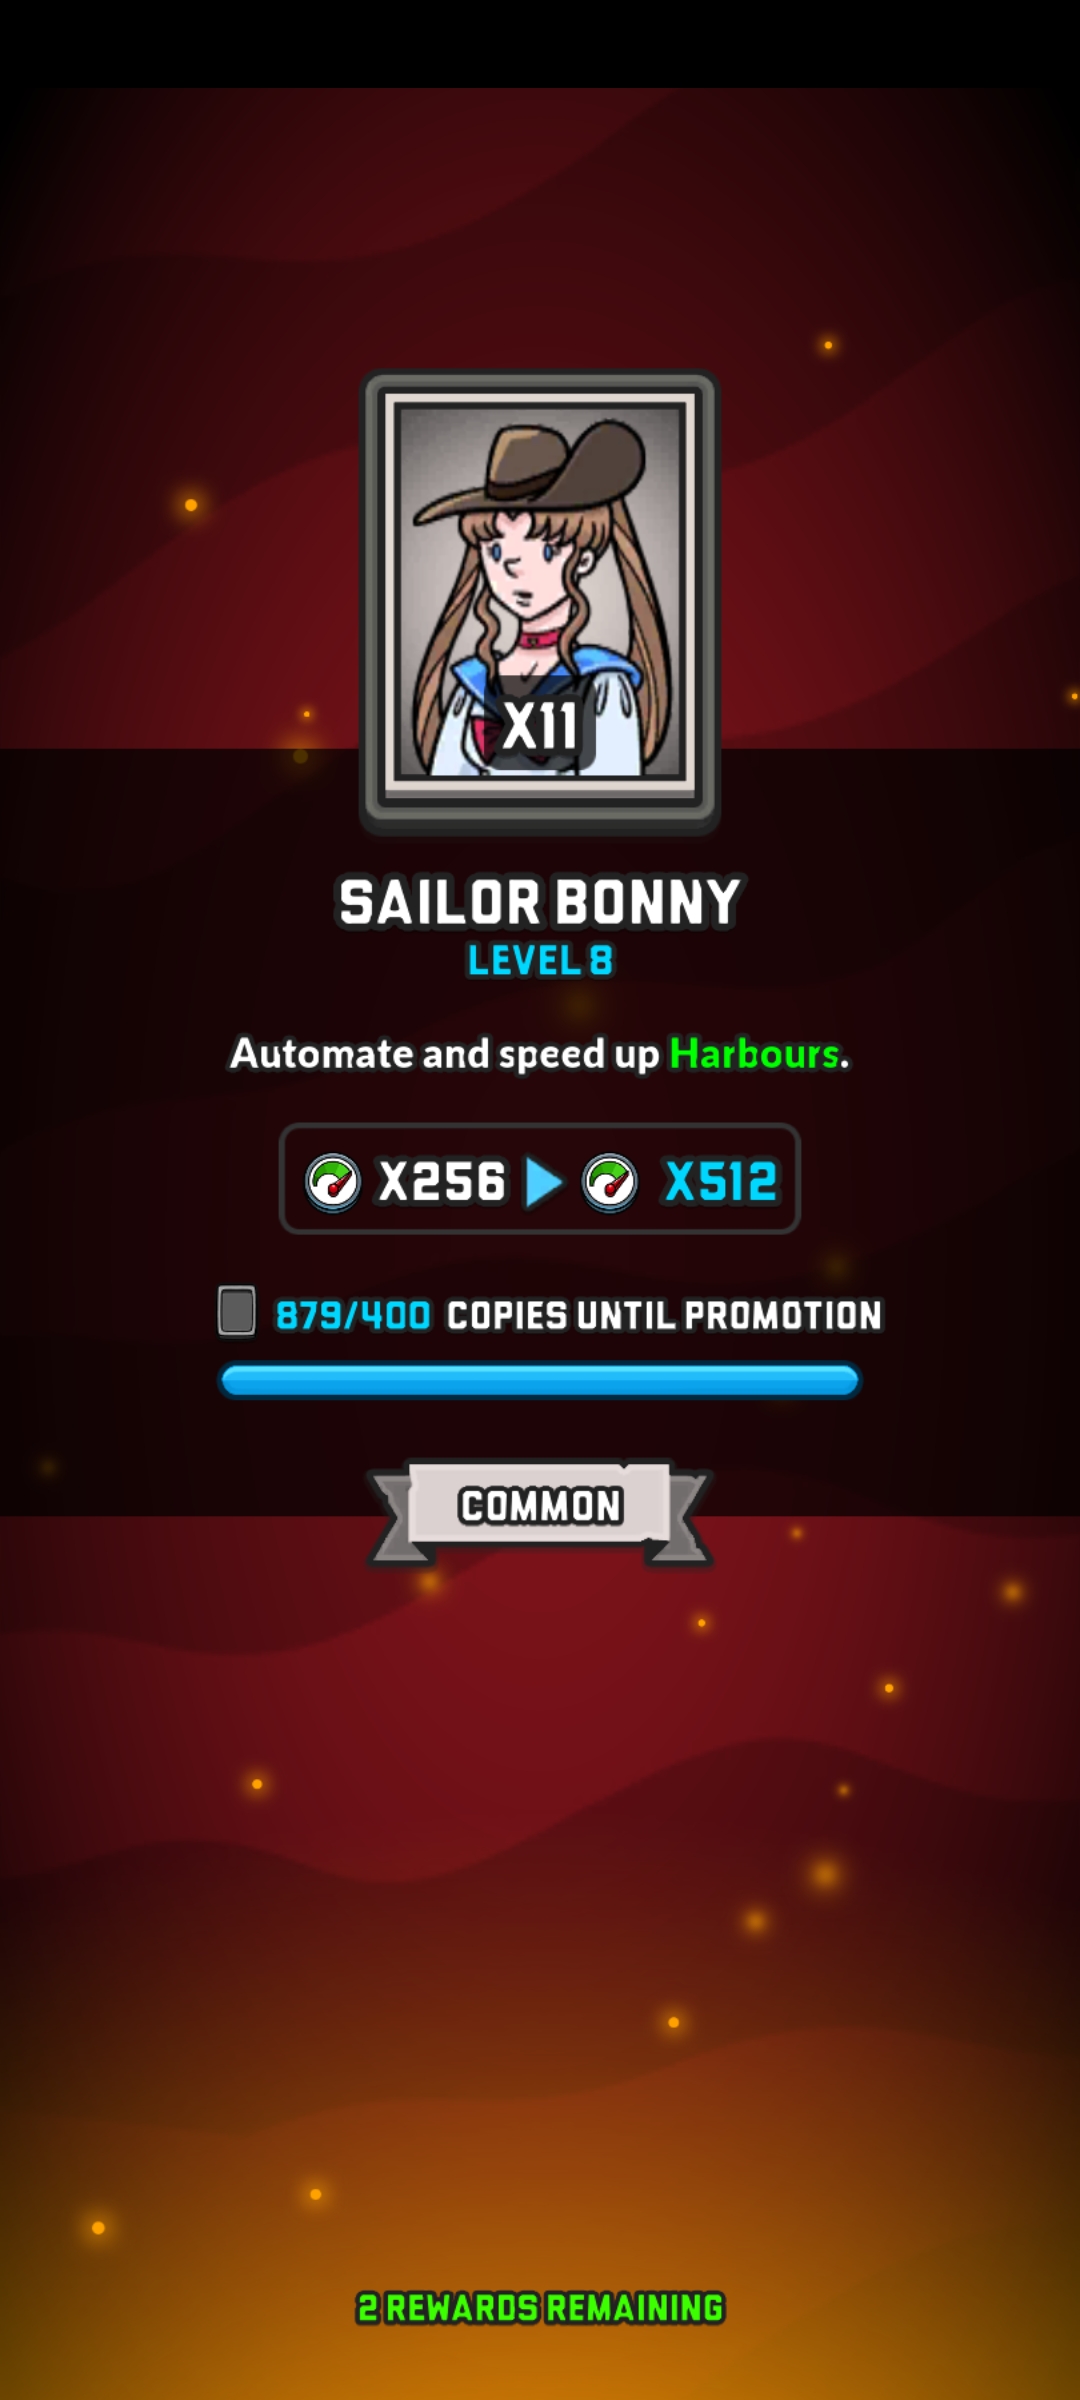 X11
SAILOR BONNY
LEVEL 8
Automate and speed up Harbours.
X256 X512
879/400 COPIES UNTIL PROMOTION
COMMON
2 REWARDS REMAINING